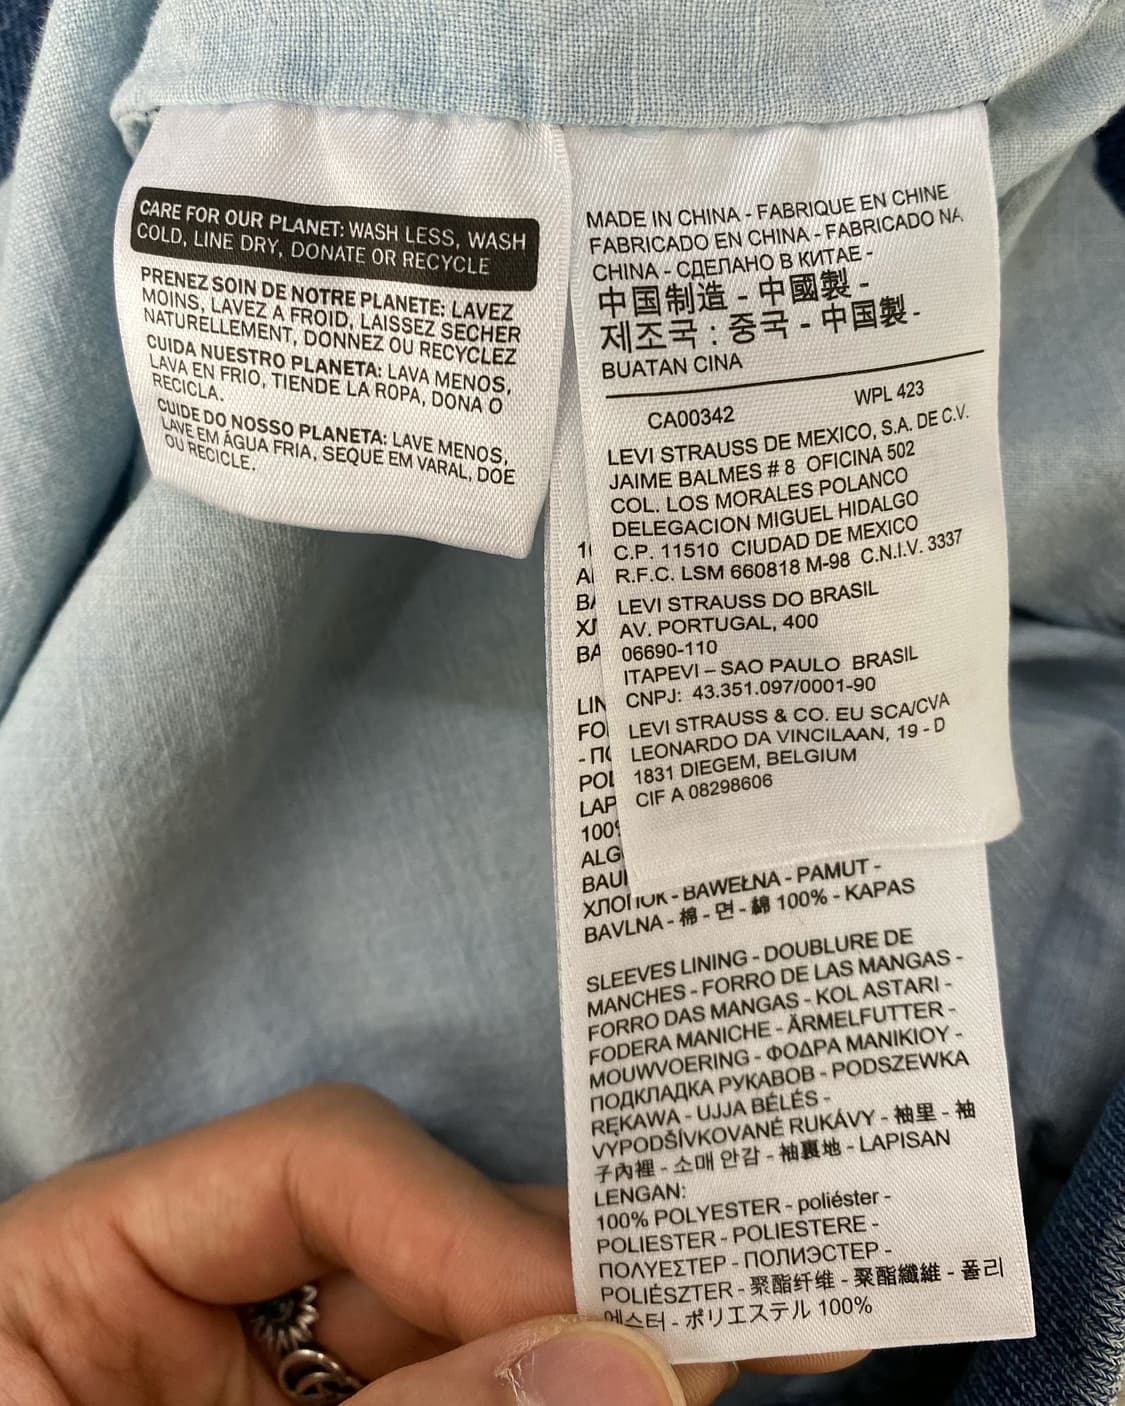 CARE FOR OUR PLANET: WASH LESS, WASH
COLD, LINE DRY, DONATE OR RECYCLE
PRENEZ SOIN DE NOTRE PLANETE: LAVEZ
MOINS, LAVEZ A FROID, LAISSEZ SECHER
NATURELLEMENT, DONNEZ OU RECYCLEZ
CUIDA NUESTRO PLANETA: LAVA MENOS,
LAVA EN FRIO, TIENDE LA ROPA, DONA O
RECICLA.
CUIDE DO NOSSO PLANETA: LAVE MENOS,
LAVE EM ÁGUA FRIA, SEQUE EM VARAL, DOE
OU RECICLE.
MADE IN CHINA - FABRIQUE EN CHINE
FABRICADO EN CHINA - FABRICADO NA
CHINA - СДЕЛАНО В КИТАЕ -
中国制造 - 中國製 -
제조국 : 중국 - 中国製 -
BUATAN CINA
CA00342 WPL 423
LEVI STRAUSS DE MEXICO, S.A. DE C.V.
JAIME BALMES # 8 OFICINA 502
COL. LOS MORALES POLANCO
DELEGACION MIGUEL HIDALGO
C.P. 11510 CIUDAD DE MEXICO
R.F.C. LSM 660818 M-98 C.N.I.V. 3337
LEVI STRAUSS DO BRASIL
AV. PORTUGAL, 400
06690-110
ITAPEVI – SAO PAULO BRASIL
CNPJ: 43.351.097/0001-90
LEVI STRAUSS & CO. EU SCA/CVA
LEONARDO DA VINCILAAN, 19 - D
1831 DIEGEM, BELGIUM
CIF A 08298606
ХЛОПОК - BAWEŁNA - PAMUT -
BAVLNA - 棉 - 면 - 綿 100% - KAPAS
SLEEVES LINING - DOUBLURE DE
MANCHES - FORRO DE LAS MANGAS -
FORRO DAS MANGAS - KOL ASTARI -
FODERA MANICHE - ÄRMELFUTTER -
MOUWVOERING - ΦΟΔΡΑ ΜΑΝΙΚΙΟΥ -
ПОДКЛАДКА РУКАВОВ - PODSZEWKA
RĘKAWA - UJJA BÉLÉS -
VYPODŠÍVKOVANÉ RUKÁVY - 袖里 - 袖
子內裡 - 소매 안감 - 袖裏地 - LAPISAN
LENGAN:
100% POLYESTER - poliéster -
POLIESTER - POLIESTERE -
ΠΟΛΥΕΣΤΕΡ - ПОЛИЭСТЕР -
POLIÉSZTER - 聚酯纤维 - 聚酯纖維 - 폴리
에스터 - ポリエステル 100%